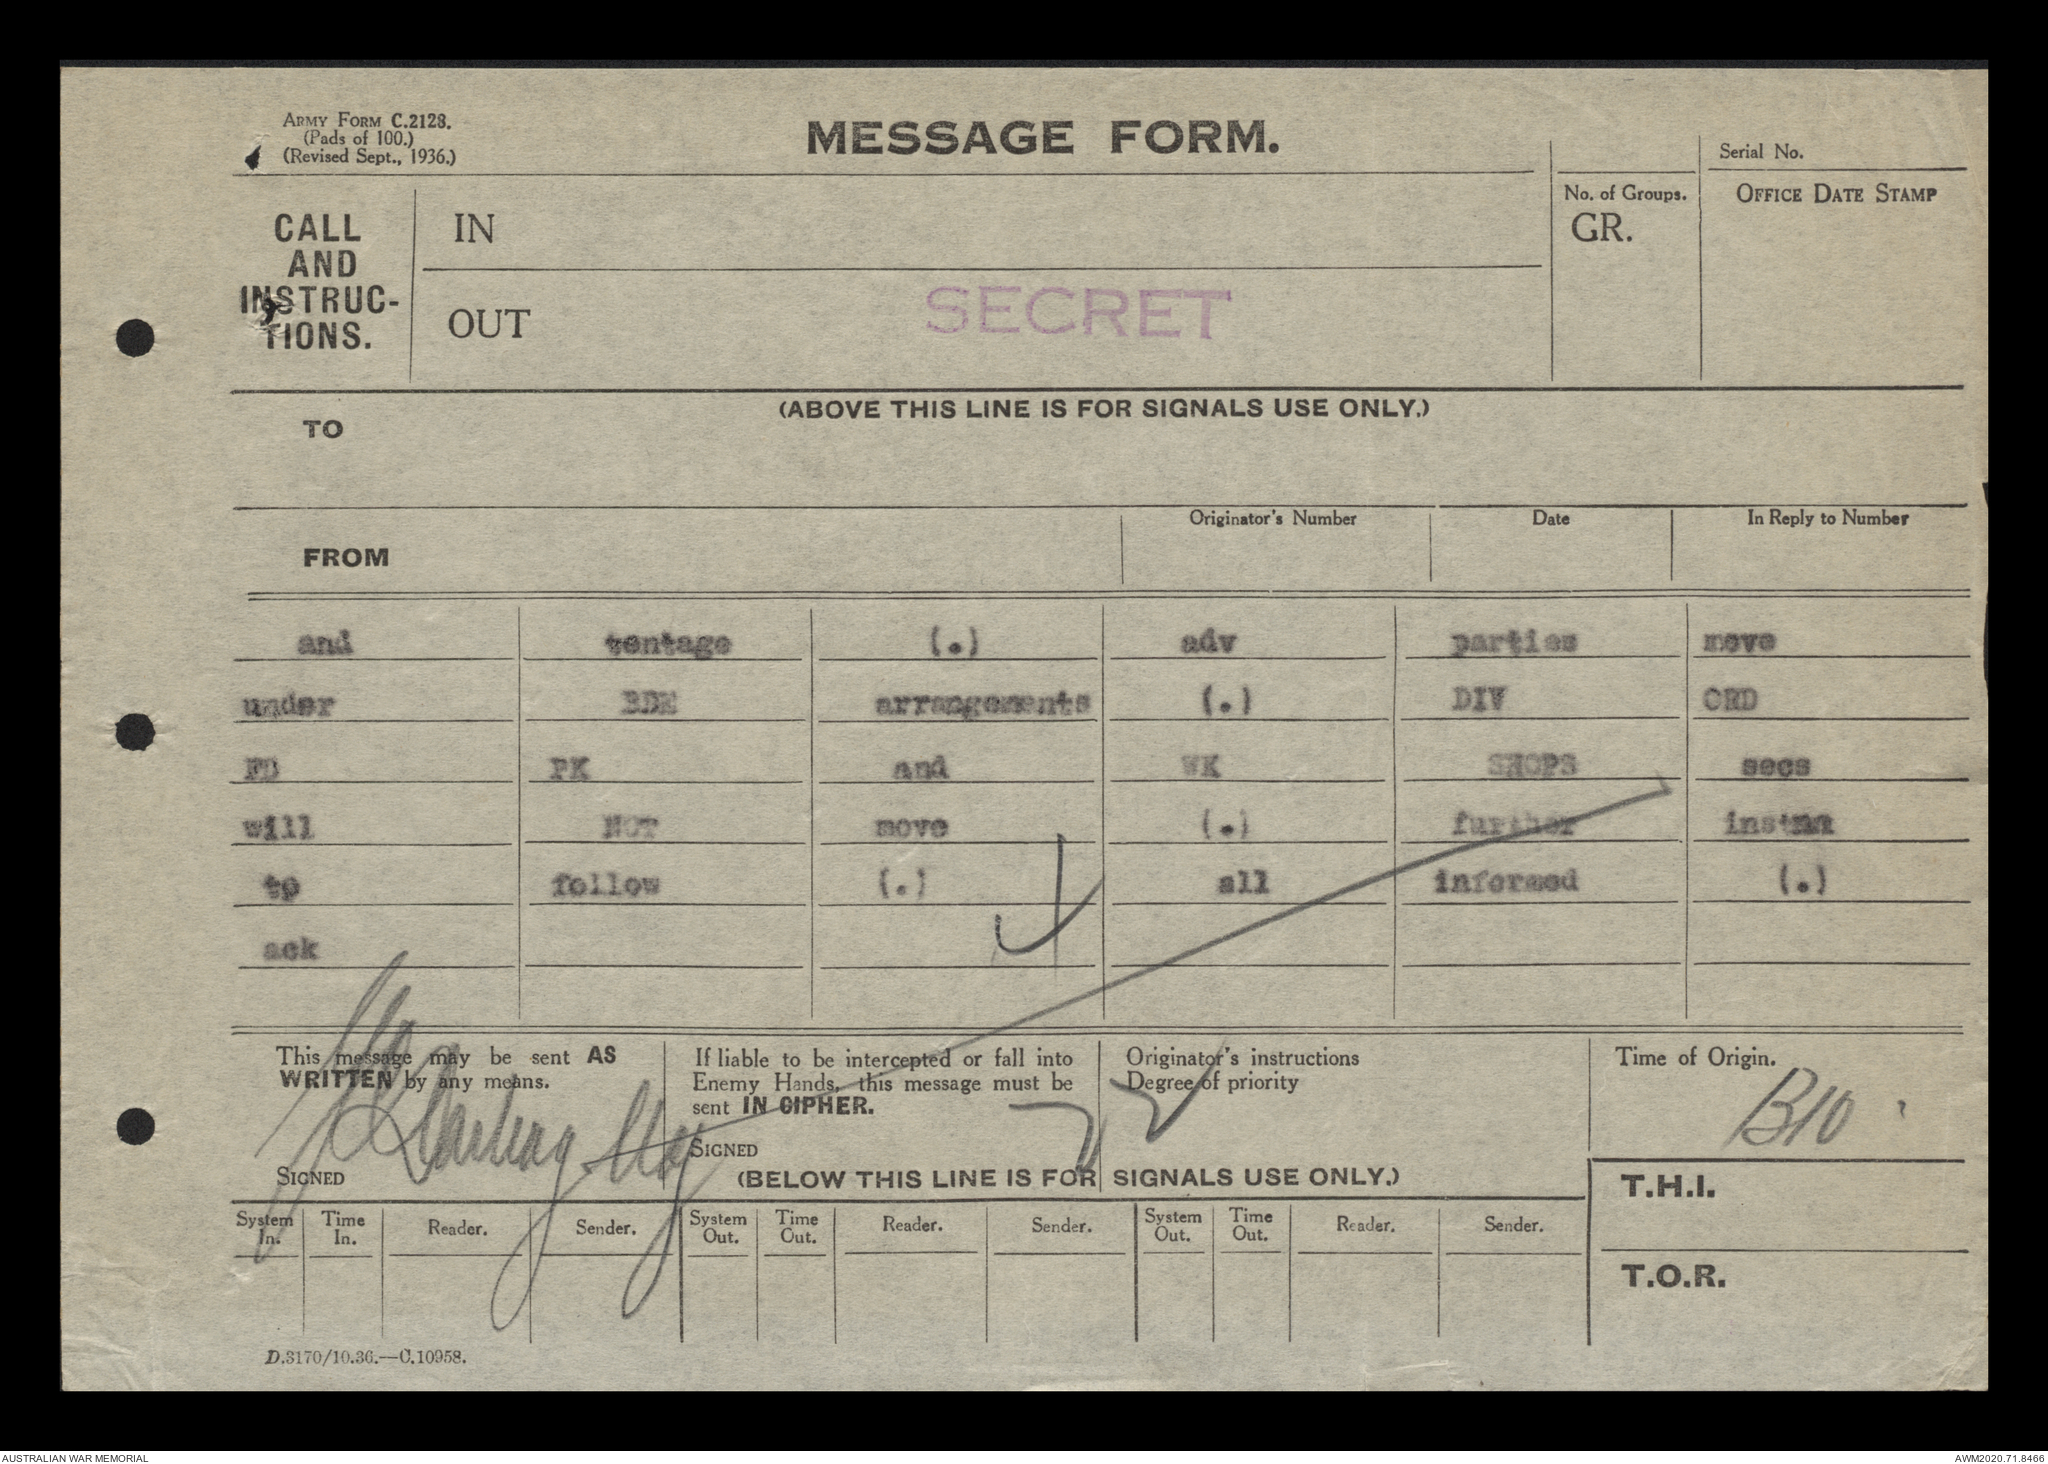 ARMY FORM C.2128.
(Pads of 100.)
(Revised Sept., 1936.)
MESSAGE FORM.
Serial No.
CALL AND INSTRUC- TIONS.
IN
No. of Groups.
GR.
OFFICE DATE STAMP
OUT
SECRET
(ABOVE THIS LINE IS FOR SIGNALS USE ONLY.)
TO
Originator's Number Date In Reply to Number
FROM
and tentage (.) adv parties move
under BDE arrangements (.) DIV ORD
FD PK and WK SHOPS secs
will NOT move (.) further
to follow (.) all informed (.)
ack
This message may be sent AS
WRITTEN by any means.
SIGNED
If liable to be intercepted or fall into
Enemy Hands, this message must be
sent IN CIPHER.
SIGNED
Originator's instructions
Degree of priority
Time of Origin.
B10
(BELOW THIS LINE IS FOR SIGNALS USE ONLY.)
T.H.I.
System In. Time In. Reader. Sender. System Out. Time Out. Reader. Sender. System Out. Time Out. Reader. Sender.
T.O.R.
D.3170/10.36.—C.10958.
AUSTRALIAN WAR MEMORIAL
AWM2020.71.8466